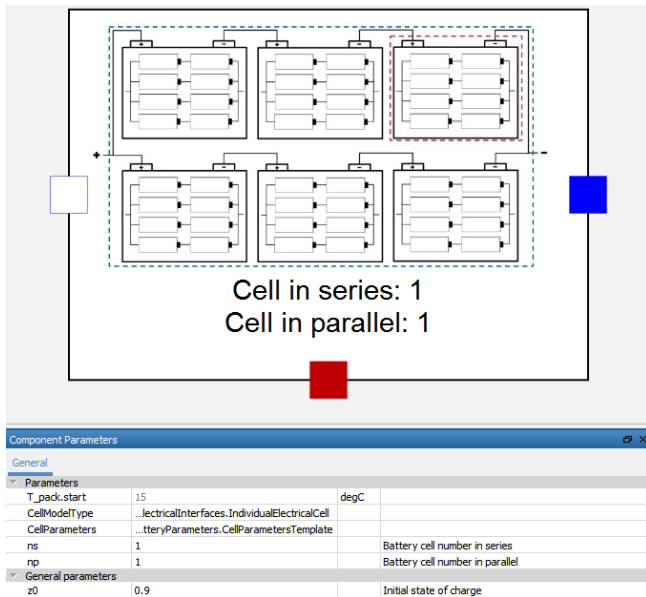 + - + - + -
+ -
+ - + - + -
Cell in series: 1
Cell in parallel: 1
Component Parameters
General
Parameters
T_pack.start 15 degC
CellModelType ...lectricalInterfaces.IndividualElectricalCell
CellParameters ...tteryParameters.CellParametersTemplate
ns 1 Battery cell number in series
np 1 Battery cell number in parallel
General parameters
z0 0.9 Initial state of charge